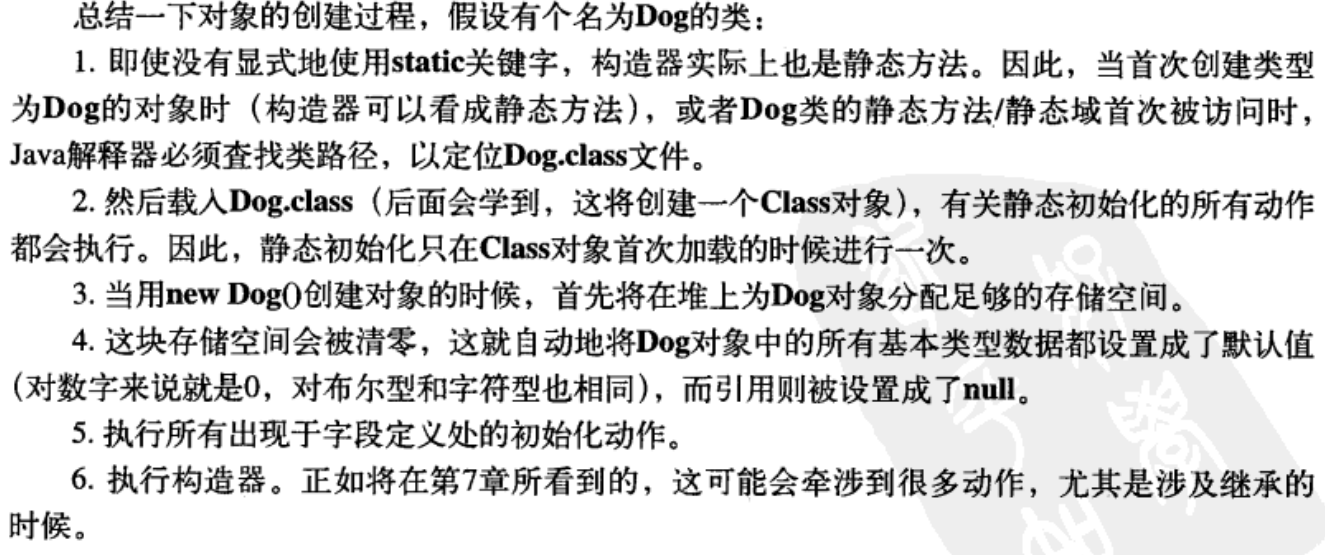 总结一下对象的创建过程，假设有个名为Dog的类：
1. 即使没有显式地使用static关键字，构造器实际上也是静态方法。因此，当首次创建类型
为Dog的对象时（构造器可以看成静态方法），或者Dog类的静态方法/静态域首次被访问时，
Java解释器必须查找类路径，以定位Dog.class文件。
2. 然后载入Dog.class（后面会学到，这将创建一个Class对象），有关静态初始化的所有动作
都会执行。因此，静态初始化只在Class对象首次加载的时候进行一次。
3. 当用new Dog()创建对象的时候，首先将在堆上为Dog对象分配足够的存储空间。
4. 这块存储空间会被清零，这就自动地将Dog对象中的所有基本类型数据都设置成了默认值
（对数字来说就是0，对布尔型和字符型也相同），而引用则被设置成了null。
5. 执行所有出现于字段定义处的初始化动作。
6. 执行构造器。正如将在第7章所看到的，这可能会牵涉到很多动作，尤其是涉及继承的
时候。